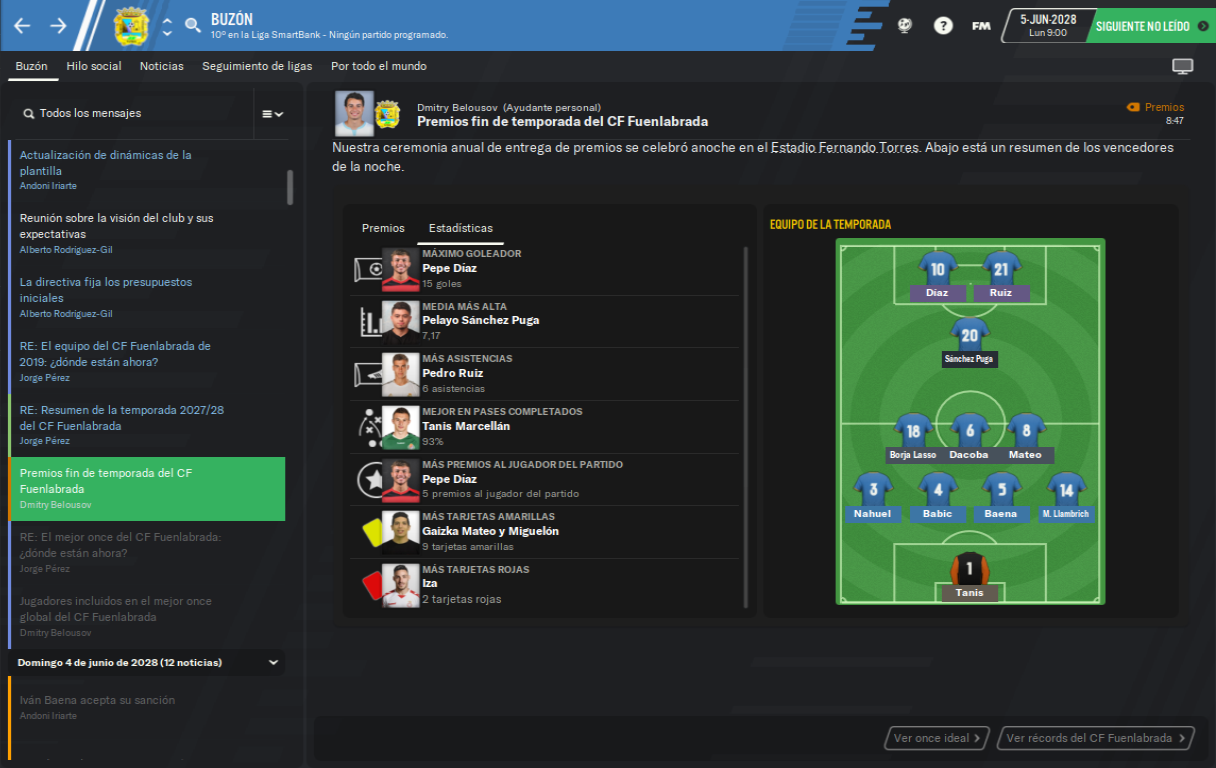 BUZÓN
10º en la Liga SmartBank - Ningún partido programado.
?
FM
5-JUN-2028
Lun 9:00
SIGUIENTE NO LEÍDO
Buzón
Hilo social
Noticias
Seguimiento de ligas
Por todo el mundo
Todos los mensajes
Actualización de dinámicas de la
plantilla
Andoni Iriarte
Reunión sobre la visión del club y sus
expectativas
Alberto Rodríguez-Gil
La directiva fija los presupuestos
iniciales
Alberto Rodríguez-Gil
RE: El equipo del CF Fuenlabrada de
2019: ¿dónde están ahora?
Jorge Pérez
RE: Resumen de la temporada 2027/28
del CF Fuenlabrada
Jorge Pérez
Premios fin de temporada del CF
Fuenlabrada
Dmitry Belousov
RE: El mejor once del CF Fuenlabrada:
¿dónde están ahora?
Jorge Pérez
Jugadores incluidos en el mejor once
global del CF Fuenlabrada
Dmitry Belousov
Domingo 4 de junio de 2028 (12 noticias)
Iván Baena acepta su sanción
Andoni Iriarte
Dmitry Belousov (Ayudante personal)
Premios fin de temporada del CF Fuenlabrada
Premios
8:47
Nuestra ceremonia anual de entrega de premios se celebró anoche en el Estadio Fernando Torres. Abajo está un resumen de los vencedores
de la noche.
Premios
Estadísticas
MÁXIMO GOLEADOR
Pepe Díaz
15 goles
MEDIA MÁS ALTA
Pelayo Sánchez Puga
7,17
MÁS ASISTENCIAS
Pedro Ruiz
6 asistencias
MEJOR EN PASES COMPLETADOS
Tanis Marcellán
93%
MÁS PREMIOS AL JUGADOR DEL PARTIDO
Pepe Díaz
5 premios al jugador del partido
MÁS TARJETAS AMARILLAS
Gaizka Mateo y Miguelón
9 tarjetas amarillas
MÁS TARJETAS ROJAS
Iza
2 tarjetas rojas
EQUIPO DE LA TEMPORADA
10
21
Díaz
Ruiz
20
Sánchez Puga
18
6
8
Borja Lasso
Dacoba
Mateo
3
4
5
14
Nahuel
Babic
Baena
M. Llambrich
1
Tanis
Ver once ideal
Ver récords del CF Fuenlabrada